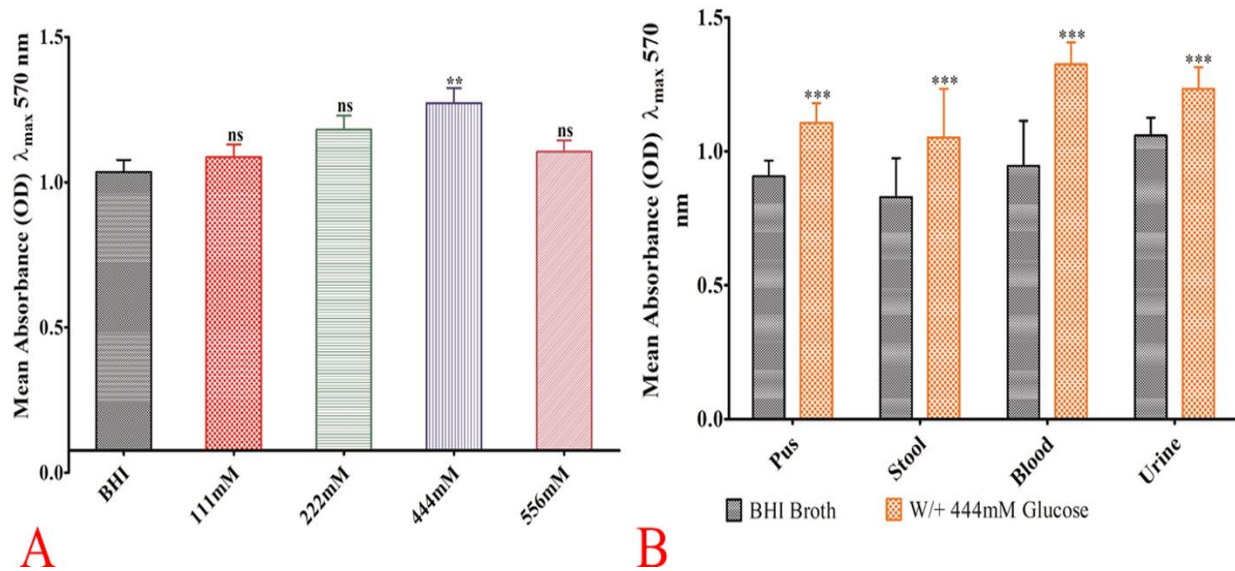 Mean Absorbance (OD) λmax 570 nm
1.5
1.0
0.5
0.0
ns
ns
**
ns
BHI
111mM
222mM
444mM
556mM
A
Mean Absorbance (OD) λmax 570
nm
1.5
1.0
0.5
0.0
***
***
***
***
Pus
Stool
Blood
Urine
BHI Broth
W/+ 444mM Glucose
B